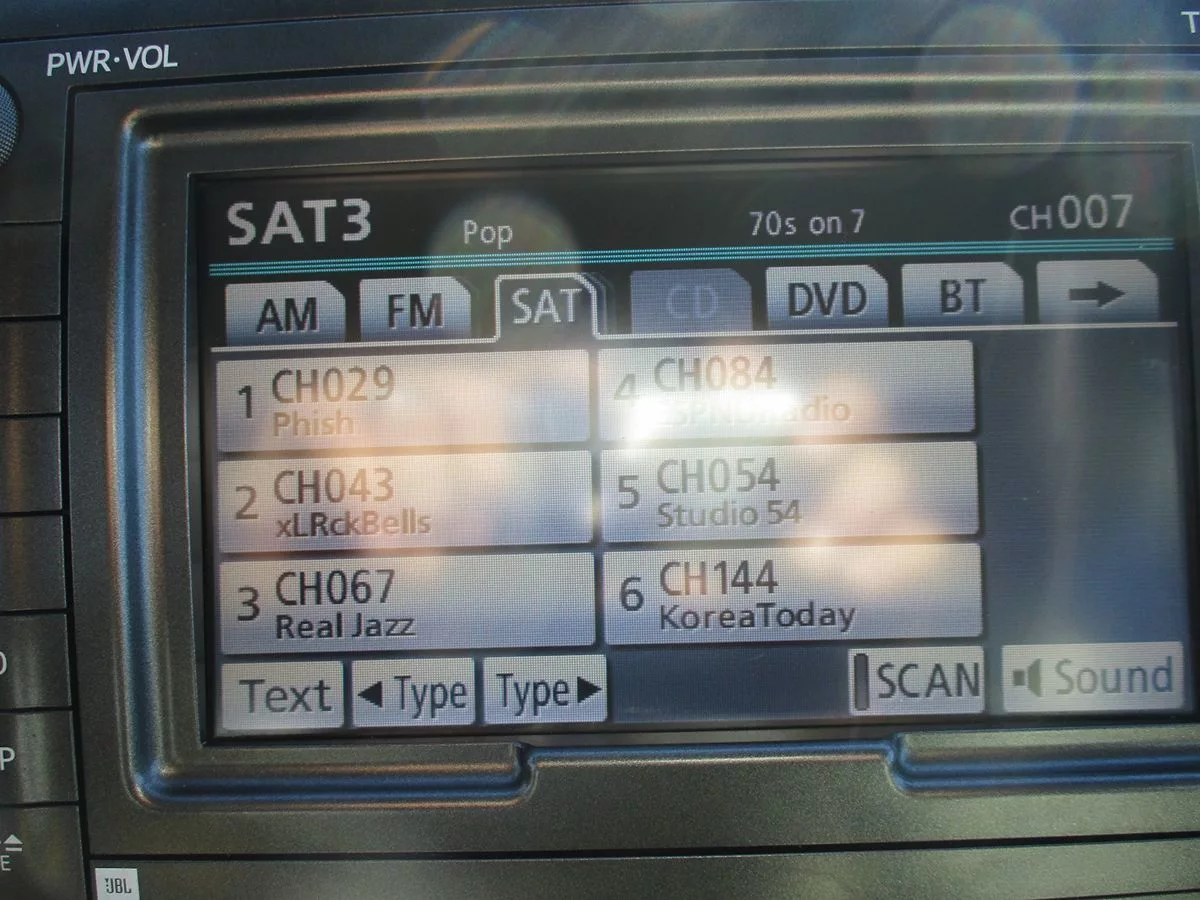 PWR·VOL
SAT3 Pop 70s on 7 CH007
AM FM SAT CD DVD BT
1 CH029
Phish
2 CH043
xLRckBells
3 CH067
Real Jazz
4 CH084
5 CH054
Studio 54
6 CH144
KoreaToday
Text Type Type SCAN Sound
JBL